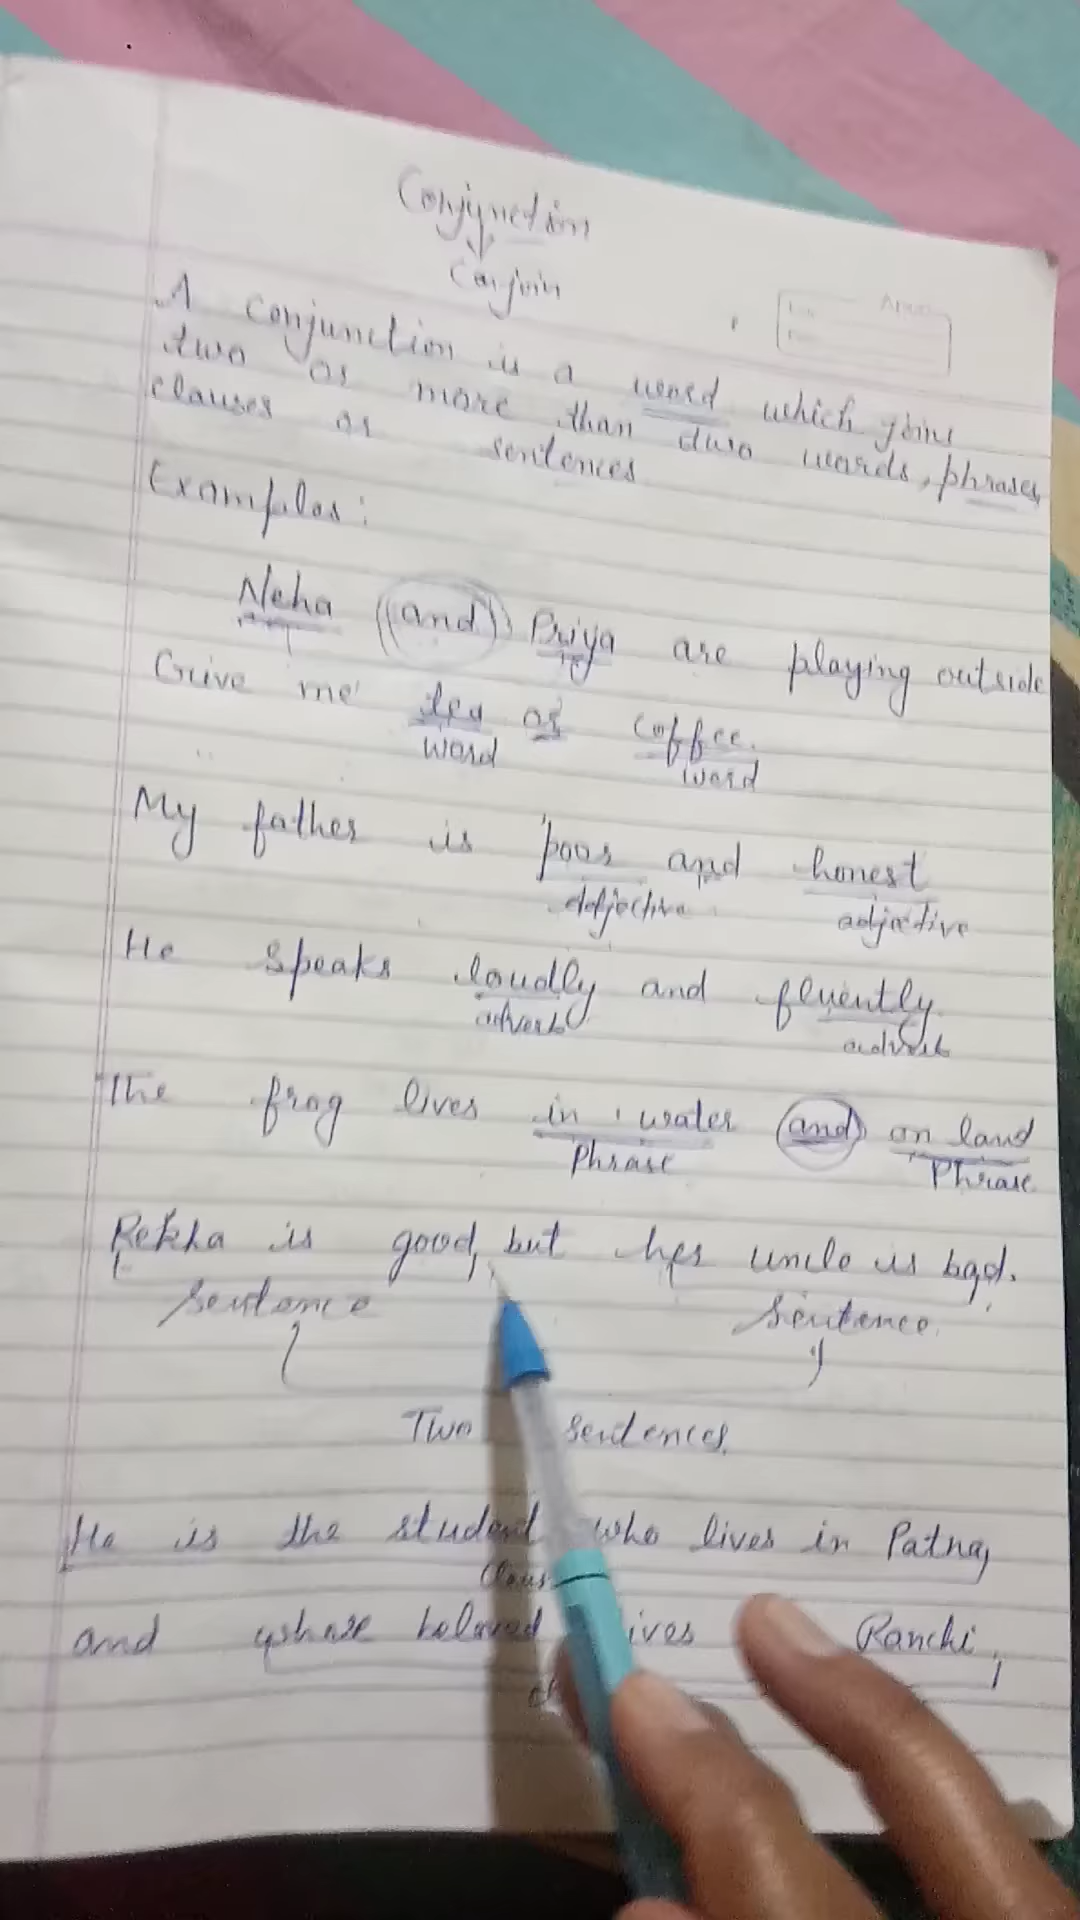 Conjunction
Conjoin
A conjunction is a word which joins
two or more than two words, phrases,
clauses or sentences
Examples:
Neha (and) Priya are playing outside
Give me tea or coffee.
word word
My father is poor and honest
adjective adjective
He speaks loudly and fluently.
adverb adverb
The frog lives in water (and) on land
Phrase Phrase
Rekha is good, but her uncle is bad.
Sentence Sentence
Two sentences
He is the student who lives in Patna,
and whose beloved Ranchi,